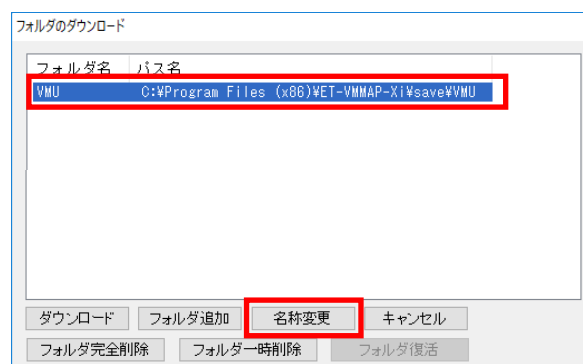 フォルダのダウンロード
フォルダ名 パス名
VMU C:¥Program Files (x86)¥ET-VMMAP-Xi¥save¥VMU
ダウンロード フォルダ追加 名称変更 キャンセル
フォルダ完全削除 フォルダ一時削除 フォルダ復活